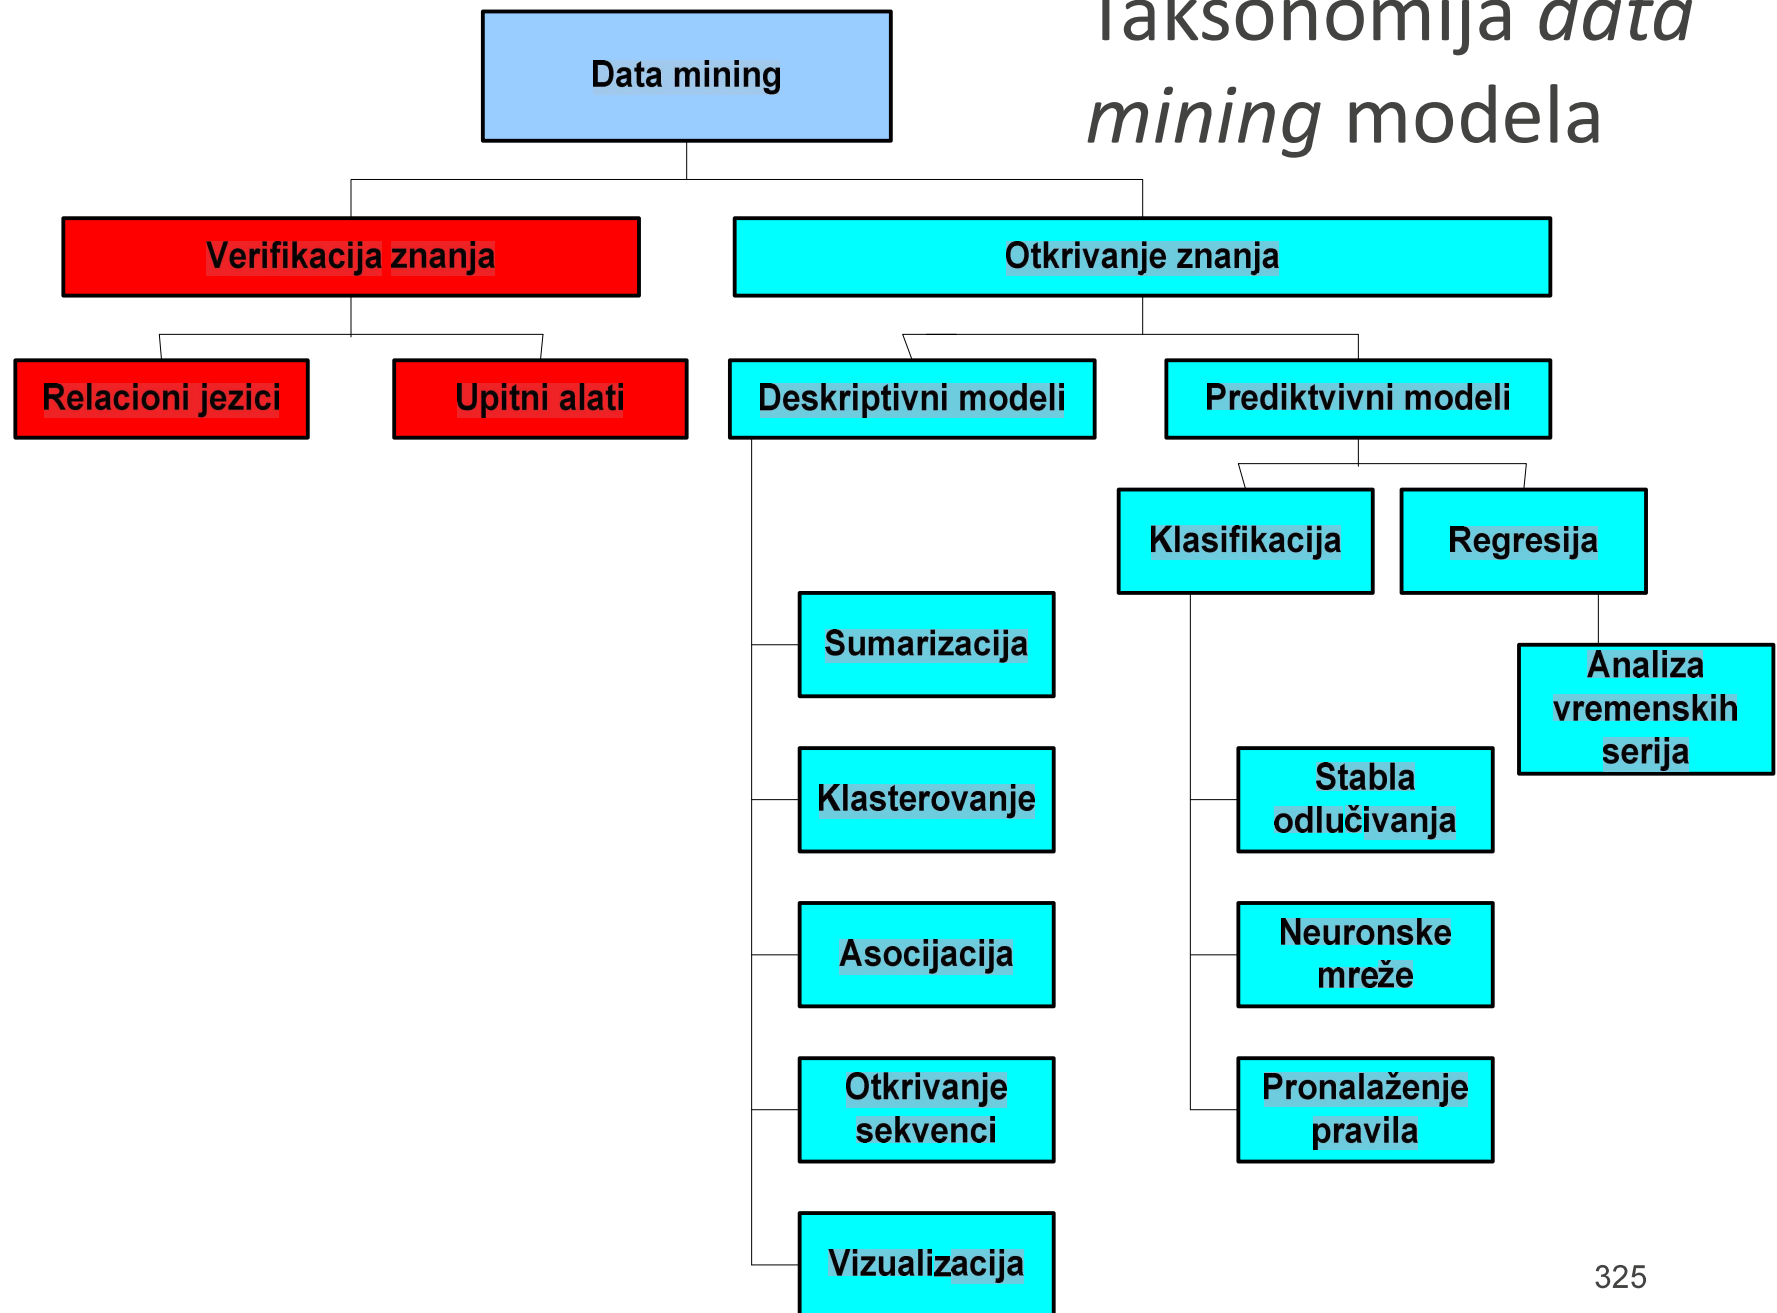 Taksonomija data
mining modela
Data mining
Verifikacija znanja
Otkrivanje znanja
Relacioni jezici
Upitni alati
Deskriptivni modeli
Prediktvivni modeli
Klasifikacija
Regresija
Sumarizacija
Analiza
vremenskih
serija
Klasterovanje
Stabla
odlučivanja
Asocijacija
Neuronske
mreže
Otkrivanje
sekvenci
Pronalaženje
pravila
Vizualizacija
325